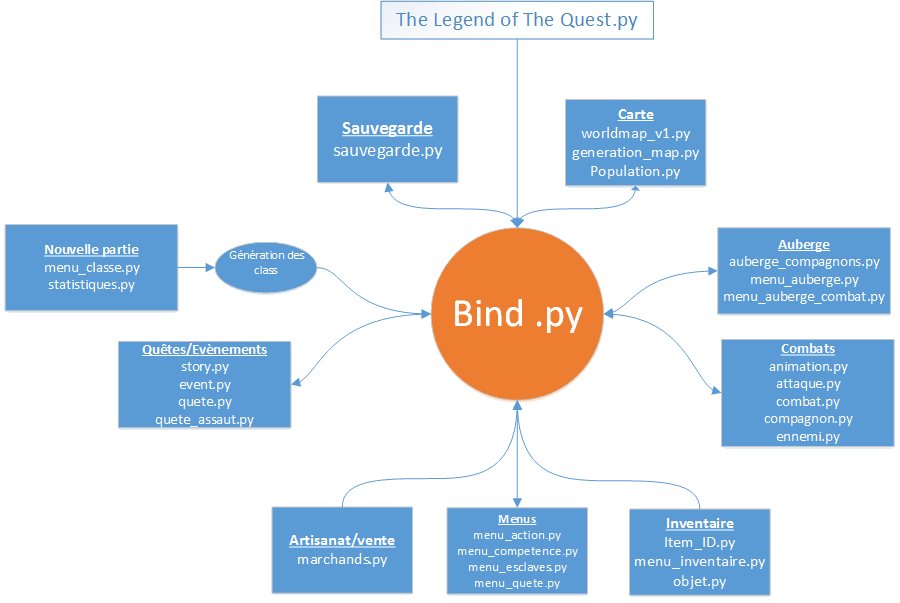 The Legend of The Quest.py
Sauvegarde
sauvegarde.py
Carte
worldmap_v1.py
generation_map.py
Population.py
Nouvelle partie
menu_classe.py
statistiques.py
Génération des
class
Bind .py
Auberge
auberge_compagnons.py
menu_auberge.py
menu_auberge_combat.py
Quêtes/Evènements
story.py
event.py
quete.py
quete_assaut.py
Combats
animation.py
attaque.py
combat.py
compagnon.py
ennemi.py
Artisanat/vente
marchands.py
Menus
menu_action.py
menu_competence.py
menu_esclaves.py
menu_quete.py
Inventaire
Item_ID.py
menu_inventaire.py
objet.py